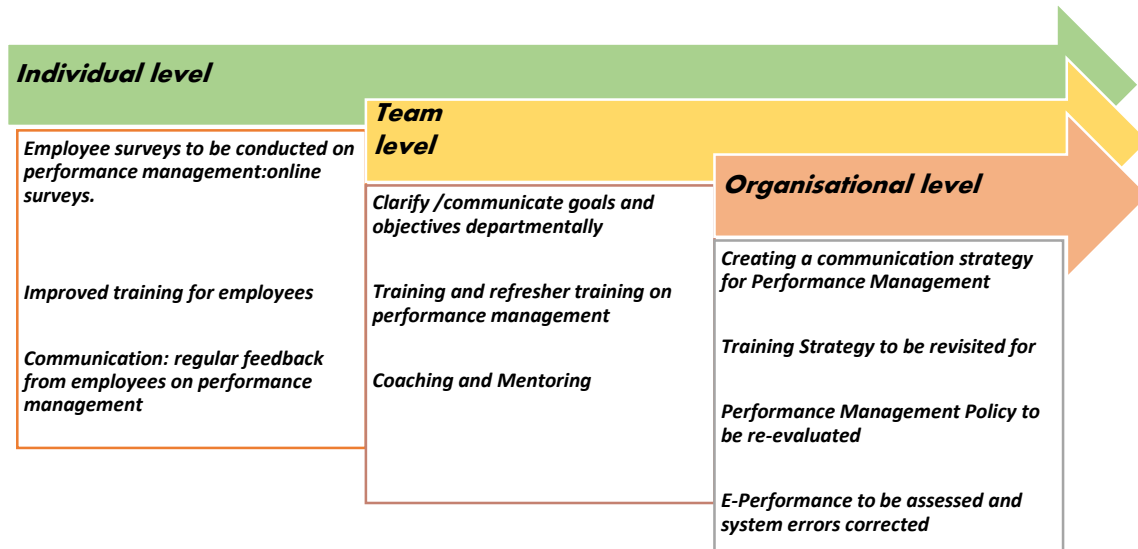 Individual level
Employee surveys to be conducted on
performance management:online
surveys.
Improved training for employees
Communication: regular feedback
from employees on performance
management
Team
level
Clarify /communicate goals and
objectives departmentally
Training and refresher training on
performance management
Coaching and Mentoring
Organisational level
Creating a communication strategy
for Performance Management
Training Strategy to be revisited for
Performance Management Policy to
be re-evaluated
E-Performance to be assessed and
system errors corrected